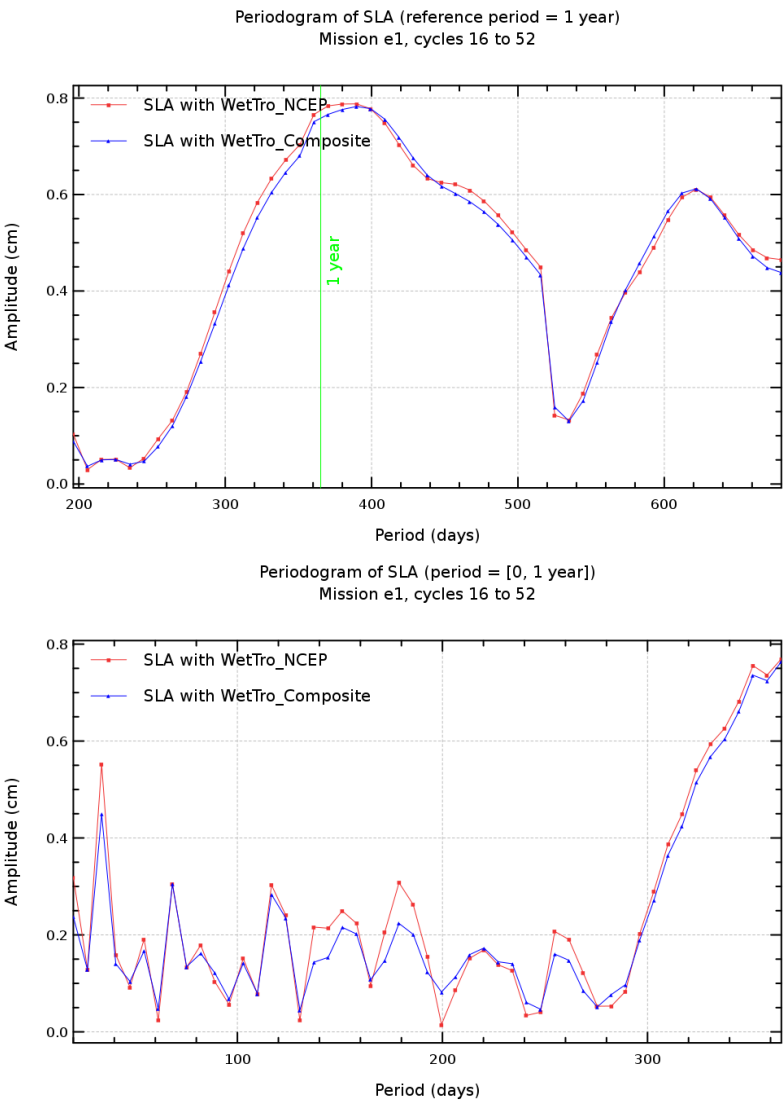 Periodogram of SLA (reference period = 1 year)
Mission e1, cycles 16 to 52
0.8
SLA with WetTro_NCEP
SLA with WetTro_Composite
0.6
1 year
0.4
Amplitude (cm)
0.2
0.0
200 300 400 500 600
Period (days)
Periodogram of SLA (period = [0, 1 year])
Mission e1, cycles 16 to 52
0.8
SLA with WetTro_NCEP
SLA with WetTro_Composite
0.6
0.4
Amplitude (cm)
0.2
0.0
100 200 300
Period (days)